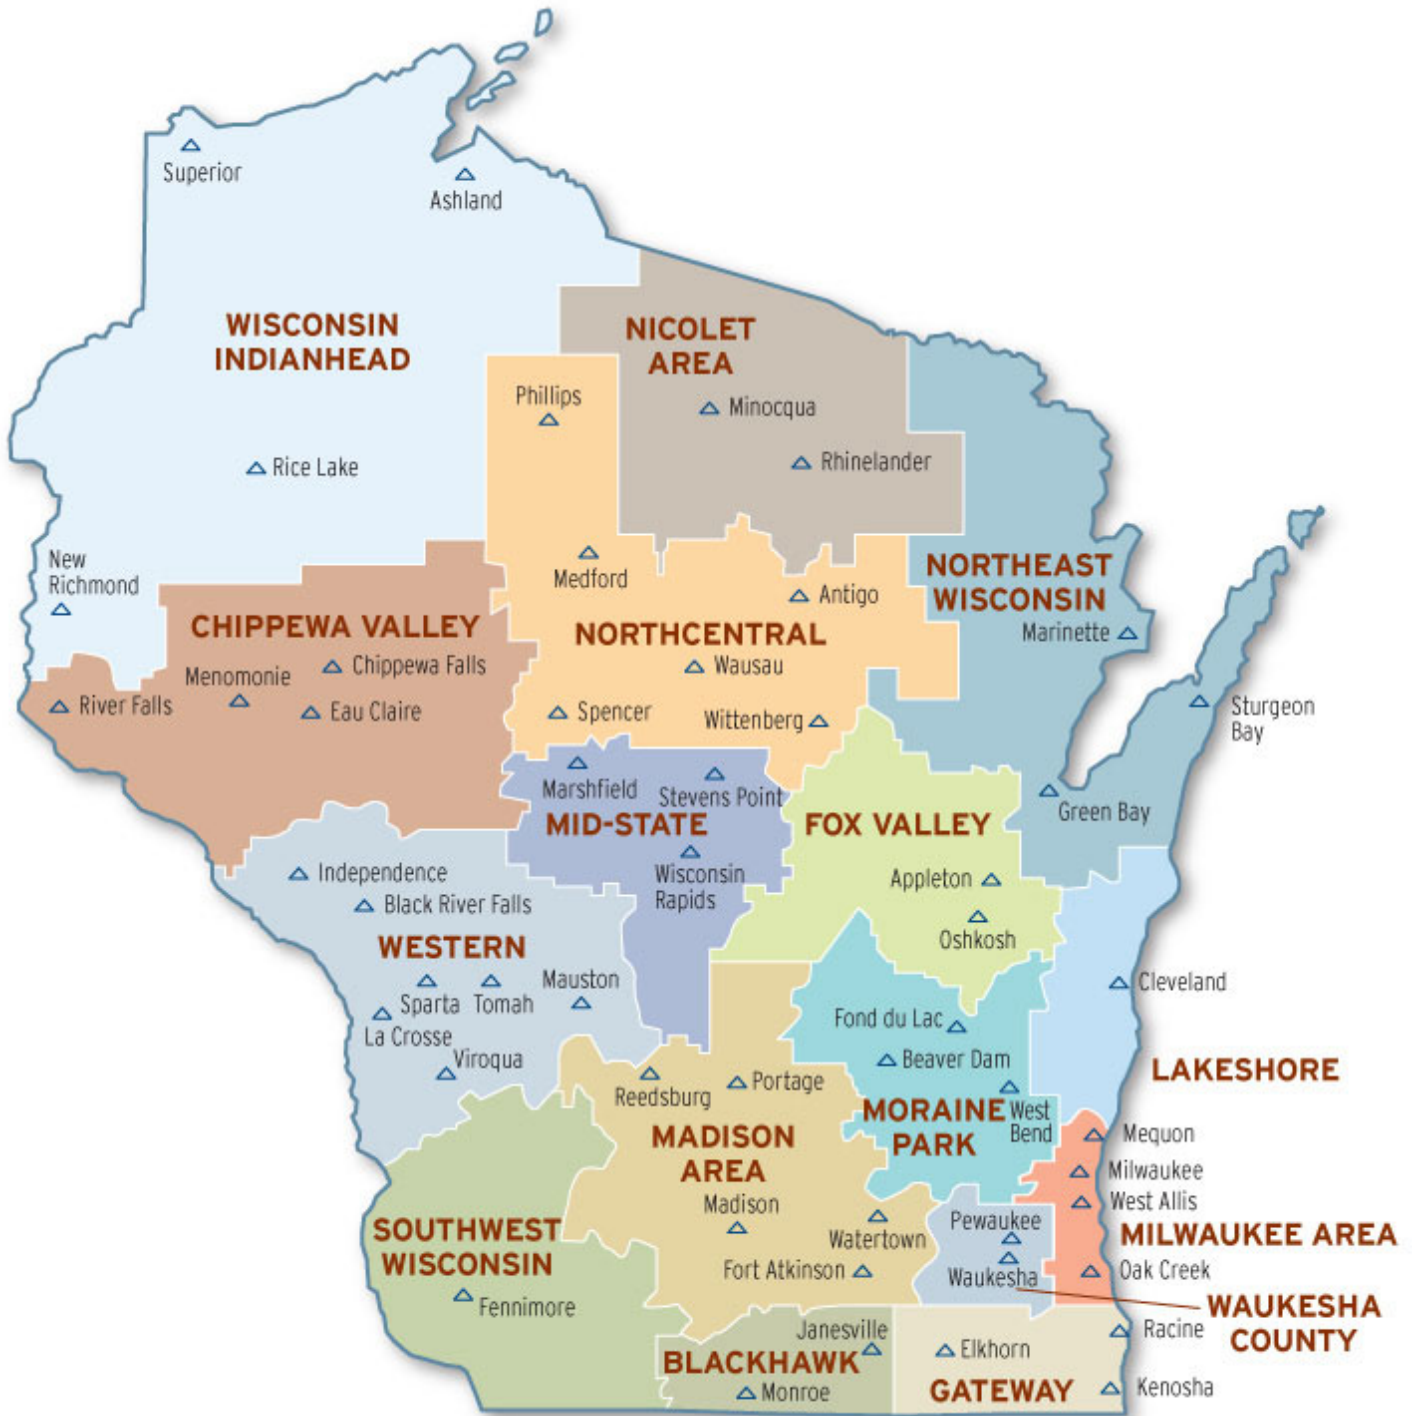 Superior
Ashland
WISCONSIN
INDIANHEAD
NICOLET
AREA
Phillips
Minocqua
Rhinelander
Rice Lake
New
Richmond
Medford
Antigo
NORTHEAST
WISCONSIN
Marinette
CHIPPEWA VALLEY
NORTHCENTRAL
Chippewa Falls
Menomonie
Wausau
River Falls
Eau Claire
Spencer
Wittenberg
Sturgeon
Bay
Marshfield
Stevens Point
MID-STATE
FOX VALLEY
Green Bay
Independence
Wisconsin
Rapids
Appleton
Black River Falls
WESTERN
Oshkosh
Mauston
Sparta
Tomah
Cleveland
La Crosse
Viroqua
Fond du Lac
Beaver Dam
LAKESHORE
Reedsburg
Portage
MORAINE
PARK
West
Bend
MADISON
AREA
Mequon
Milwaukee
West Allis
Madison
Watertown
Pewaukee
MILWAUKEE AREA
SOUTHWEST
WISCONSIN
Fort Atkinson
Waukesha
Oak Creek
Fennimore
WAUKESHA
COUNTY
Janesville
Racine
BLACKHAWK
Elkhorn
Monroe
GATEWAY
Kenosha